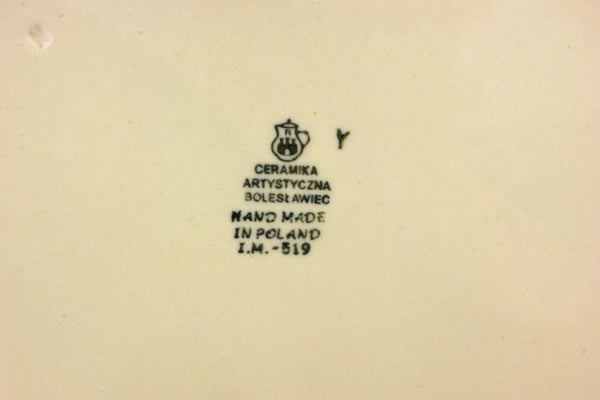 R
CERAMIKA
ARTYSTYCZNA
BOLESŁAWIEC
HAND MADE
IN POLAND
I.M.-519